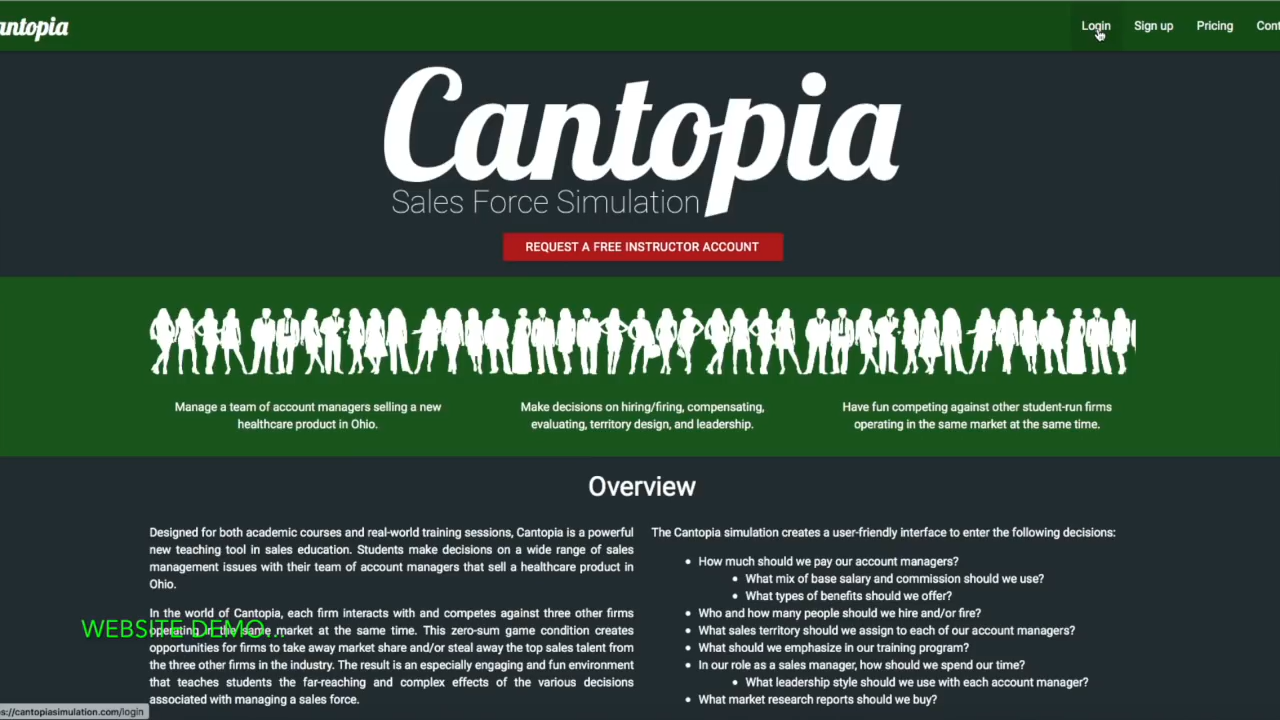 antopia
Login
Sign up
Pricing
Cont
Cantopia
Sales Force Simulation
REQUEST A FREE INSTRUCTOR ACCOUNT
Manage a team of account managers selling a new
healthcare product in Ohio.
Make decisions on hiring/firing, compensating,
evaluating, territory design, and leadership.
Have fun competing against other student-run firms
operating in the same market at the same time.
Overview
Designed for both academic courses and real-world training sessions, Cantopia is a powerful
new teaching tool in sales education. Students make decisions on a wide range of sales
management issues with their team of account managers that sell a healthcare product in
Ohio.
In the world of Cantopia, each firm interacts with and competes against three other firms
operating in the same market at the same time. This zero-sum game condition creates
opportunities for firms to take away market share and/or steal away the top sales talent from
the three other firms in the industry. The result is an especially engaging and fun environment
that teaches students the far-reaching and complex effects of the various decisions
associated with managing a sales force.
The Cantopia simulation creates a user-friendly interface to enter the following decisions:
How much should we pay our account managers?
What mix of base salary and commission should we use?
What types of benefits should we offer?
Who and how many people should we hire and/or fire?
What sales territory should we assign to each of our account managers?
What should we emphasize in our training program?
In our role as a sales manager, how should we spend our time?
What leadership style should we use with each account manager?
What market research reports should we buy?
WEBSITE DEMO...
s://cantopiasimulation.com/login